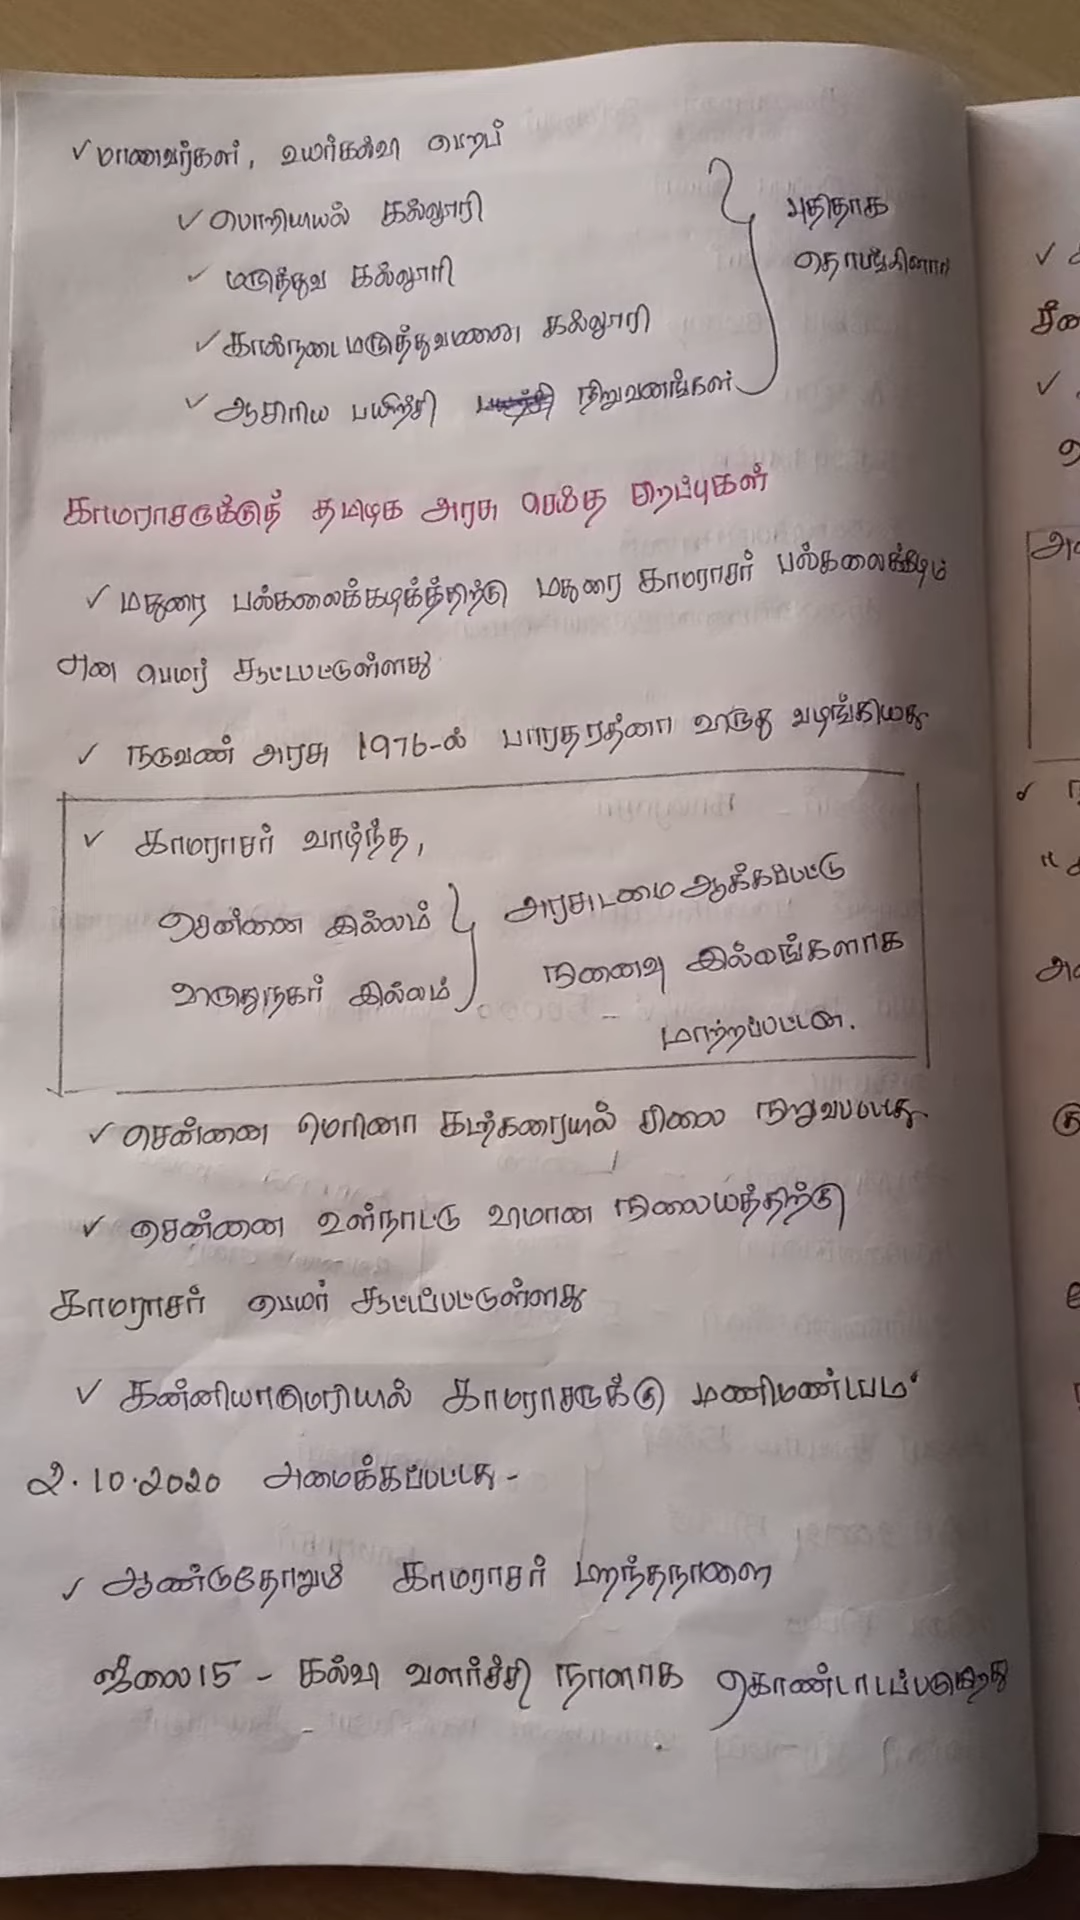 ✓ மாணவர்கள், உயர்கல்வி பெறப்
✓ பொறியியல் கல்லூரி
✓ மருத்துவ கல்லூரி
✓ கால்நடை மருத்துவமனை கல்லூரி
✓ ஆசிரிய பயிற்சி நிறுவனங்கள்
புதிதாக
தொடங்கினார்
காமராசருக்குத் தமிழக அரசு செய்த சிறப்புகள்
✓ மதுரை பல்கலைக்கழகத்திற்கு மதுரை காமராசர் பல்கலைக்கழகம்
என பெயர் சூட்டப்பட்டுள்ளது
✓ நடுவண் அரசு 1976-ல் பாரதரத்னா விருது வழங்கியது
✓ காமராசர் வாழ்ந்த,
சென்னை இல்லம்
விருதுநகர் இல்லம்
அரசுடமை ஆக்கப்பட்டு
நினைவு இல்லங்களாக
மாற்றப்பட்டன.
✓ சென்னை மெரினா கடற்கரையில் சிலை நிறுவப்பட்டது.
✓ சென்னை உள்நாட்டு விமான நிலையத்திற்கு
காமராசர் பெயர் சூட்டப்பட்டுள்ளது
✓ கன்னியாகுமரியில் காமராசருக்கு மணிமண்டபம்
2.10.2020 அமைக்கப்பட்டது -
✓ ஆண்டுதோறும் காமராசர் பிறந்தநாளை
ஜீலை 15 - கல்வி வளர்ச்சி நாளாக கொண்டாடப்படுகிறது